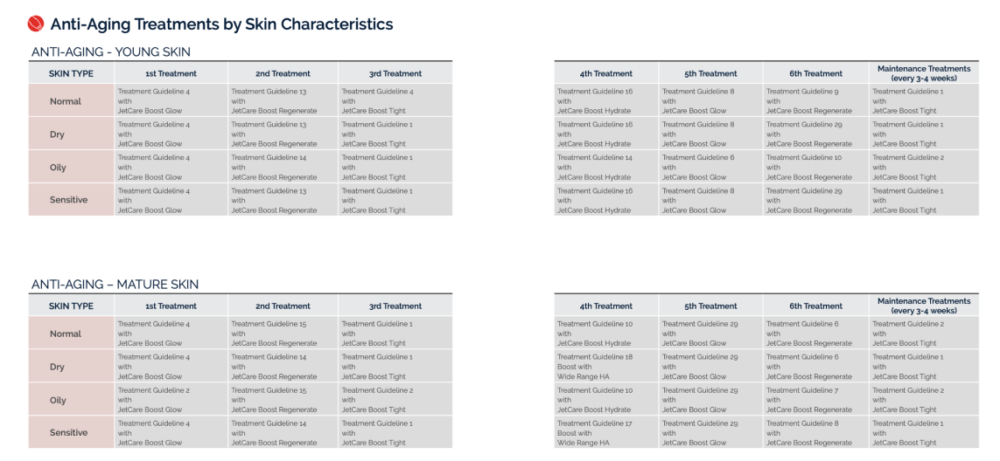 Anti-Aging Treatments by Skin Characteristics
ANTI-AGING - YOUNG SKIN
SKIN TYPE 1st Treatment 2nd Treatment 3rd Treatment 4th Treatment 5th Treatment 6th Treatment Maintenance Treatments
(every 3-4 weeks)
Treatment Guideline 4 Treatment Guideline 13 Treatment Guideline 4 Treatment Guideline 16 Treatment Guideline 8 Treatment Guideline 9 Treatment Guideline 1
Normal with with with with with with with
JetCare Boost Glow JetCare Boost Regenerate JetCare Boost Tight JetCare Boost Hydrate JetCare Boost Glow JetCare Boost Regenerate JetCare Boost Tight
Treatment Guideline 4 Treatment Guideline 13 Treatment Guideline 1 Treatment Guideline 16 Treatment Guideline 8 Treatment Guideline 29 Treatment Guideline 1
Dry with with with with with with with
JetCare Boost Glow JetCare Boost Regenerate JetCare Boost Tight JetCare Boost Hydrate JetCare Boost Glow JetCare Boost Regenerate JetCare Boost Tight
Treatment Guideline 4 Treatment Guideline 14 Treatment Guideline 1 Treatment Guideline 14 Treatment Guideline 6 Treatment Guideline 10 Treatment Guideline 2
Oily with with with with with with with
JetCare Boost Glow JetCare Boost Regenerate JetCare Boost Tight JetCare Boost Hydrate JetCare Boost Glow JetCare Boost Regenerate JetCare Boost Tight
Treatment Guideline 4 Treatment Guideline 13 Treatment Guideline 1 Treatment Guideline 16 Treatment Guideline 8 Treatment Guideline 29 Treatment Guideline 1
Sensitive with with with with with with with
JetCare Boost Glow JetCare Boost Regenerate JetCare Boost Tight JetCare Boost Hydrate JetCare Boost Glow JetCare Boost Regenerate JetCare Boost Tight
ANTI-AGING – MATURE SKIN
SKIN TYPE 1st Treatment 2nd Treatment 3rd Treatment 4th Treatment 5th Treatment 6th Treatment Maintenance Treatments
(every 3-4 weeks)
Treatment Guideline 4 Treatment Guideline 15 Treatment Guideline 1 Treatment Guideline 10 Treatment Guideline 29 Treatment Guideline 6 Treatment Guideline 2
Normal with with with with with with with
JetCare Boost Glow JetCare Boost Regenerate JetCare Boost Tight JetCare Boost Hydrate JetCare Boost Glow JetCare Boost Regenerate JetCare Boost Tight
Treatment Guideline 4 Treatment Guideline 14 Treatment Guideline 1 Treatment Guideline 18 Treatment Guideline 29 Treatment Guideline 6 Treatment Guideline 1
Dry with with with Boost with with with with
JetCare Boost Glow JetCare Boost Regenerate JetCare Boost Tight Wide Range HA JetCare Boost Glow JetCare Boost Regenerate JetCare Boost Tight
Treatment Guideline 2 Treatment Guideline 15 Treatment Guideline 2 Treatment Guideline 10 Treatment Guideline 29 Treatment Guideline 7 Treatment Guideline 2
Oily with with with with with with with
JetCare Boost Glow JetCare Boost Regenerate JetCare Boost Tight JetCare Boost Hydrate JetCare Boost Glow JetCare Boost Regenerate JetCare Boost Tight
Treatment Guideline 4 Treatment Guideline 14 Treatment Guideline 1 Treatment Guideline 17 Treatment Guideline 29 Treatment Guideline 8 Treatment Guideline 1
Sensitive with with with Boost with with with with
JetCare Boost Glow JetCare Boost Regenerate JetCare Boost Tight Wide Range HA JetCare Boost Glow JetCare Boost Regenerate JetCare Boost Tight